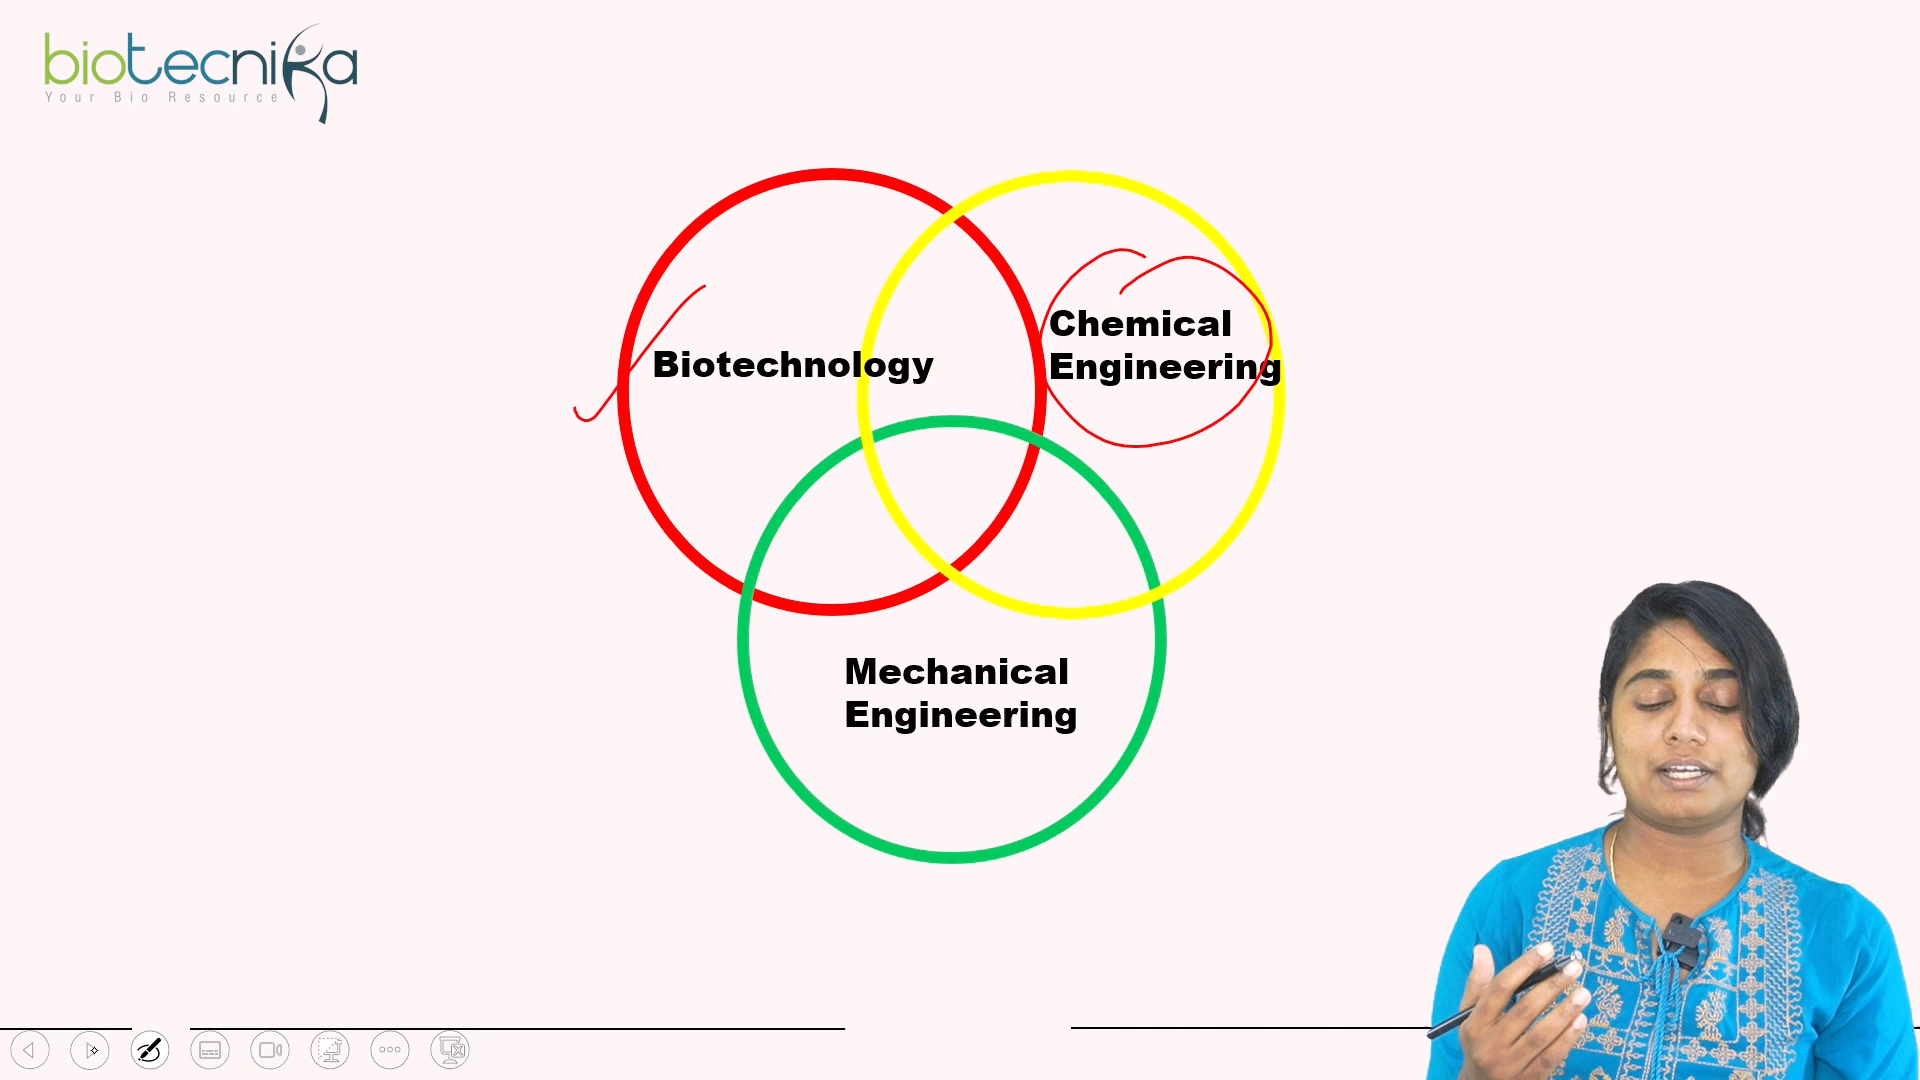 biotecnika
Your Bio Resource
Biotechnology
Chemical
Engineering
Mechanical
Engineering